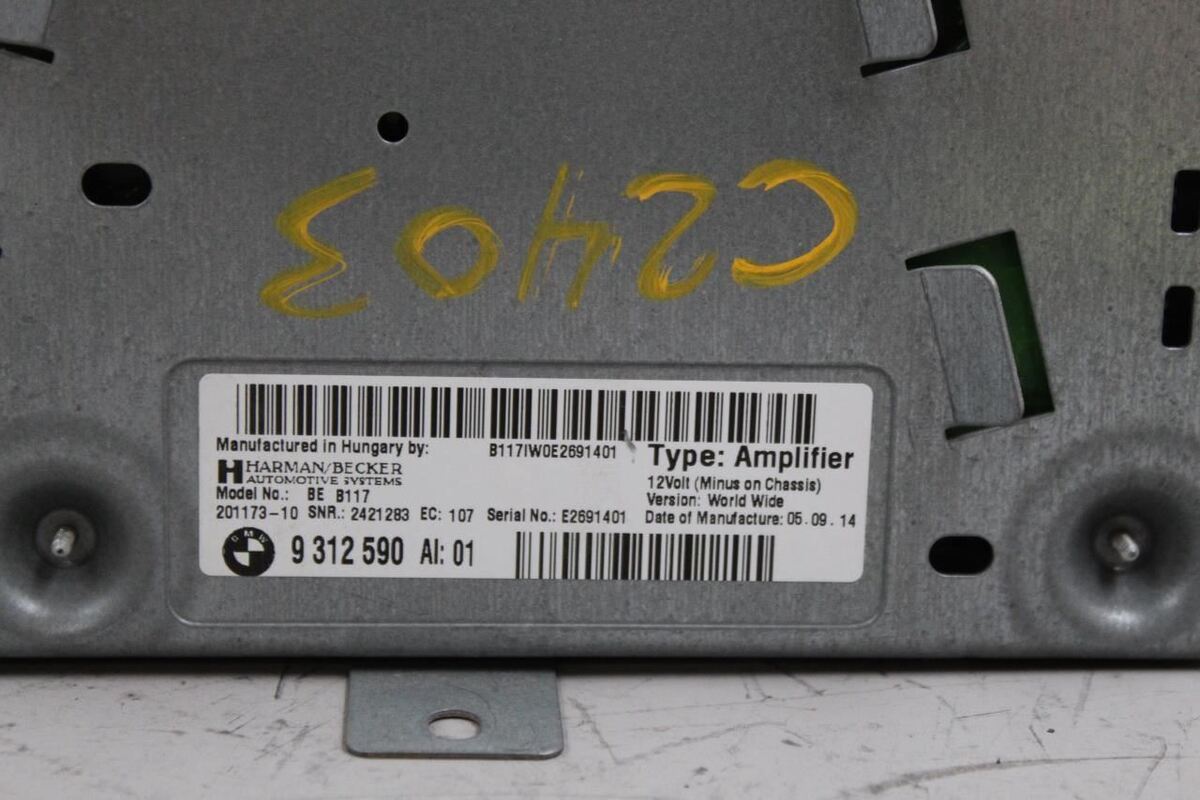 C2403
Manufactured in Hungary by:
B117IW0E2691401
Type: Amplifier
HARMAN/BECKER
AUTOMOTIVE SYSTEMS
12Volt (Minus on Chassis)
Model No.: BE B117
Version: World Wide
201173-10 SNR.: 2421283 EC: 107 Serial No.: E2691401 Date of Manufacture: 05.09.14
BMW 9 312 590 AI: 01